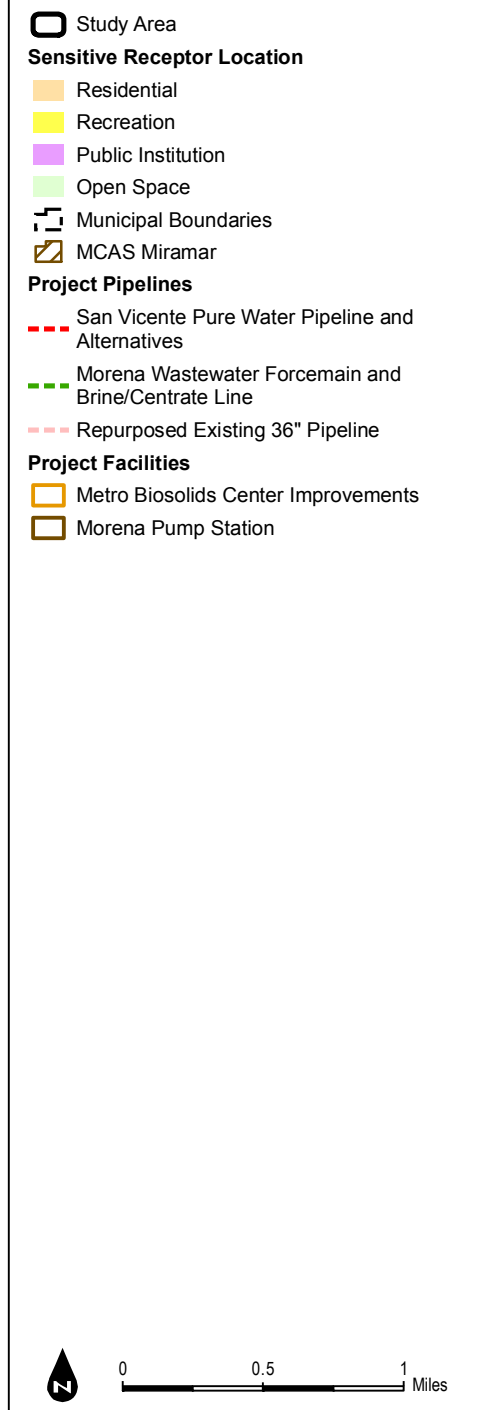 Study Area
Sensitive Receptor Location
Residential
Recreation
Public Institution
Open Space
Municipal Boundaries
MCAS Miramar
Project Pipelines
San Vicente Pure Water Pipeline and
Alternatives
Morena Wastewater Forcemain and
Brine/Centrate Line
Repurposed Existing 36" Pipeline
Project Facilities
Metro Biosolids Center Improvements
Morena Pump Station
Z
0 0.5 1
Miles